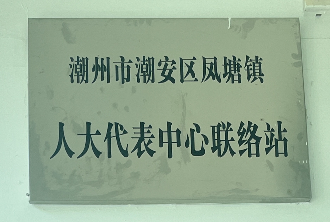 潮州市潮安区凤塘镇
人大代表中心联络站